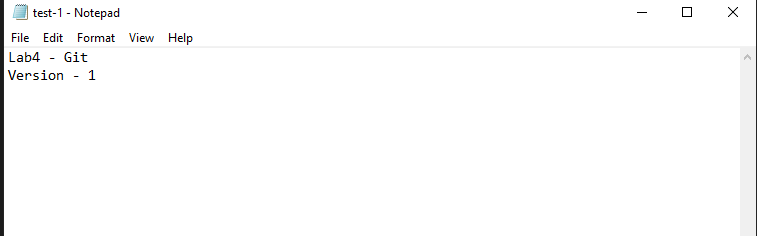 test-1 - Notepad
File Edit Format View Help
Lab4 - Git
Version - 1